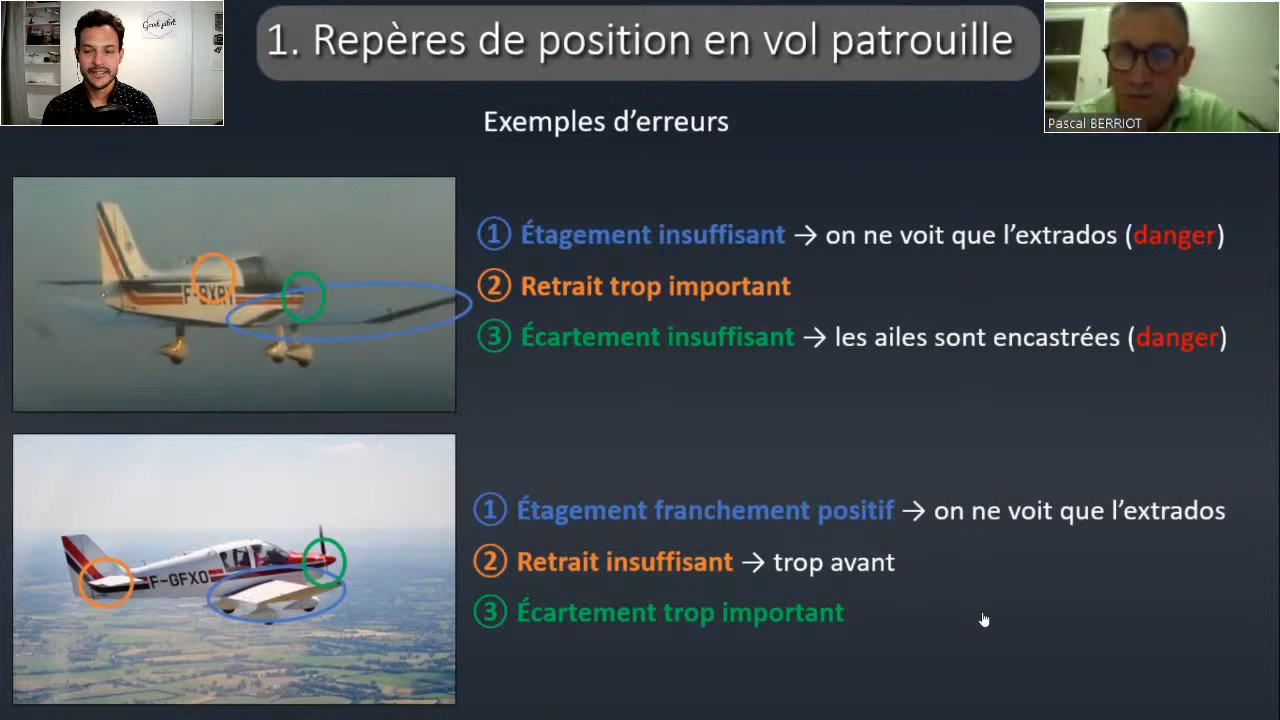 Good pilot
1. Repères de position en vol patrouille
Pascal BERRIOT
Exemples d'erreurs
① Étagement insuffisant → on ne voit que l'extrados (danger)
② Retrait trop important
③ Écartement insuffisant → les ailes sont encastrées (danger)
① Étagement franchement positif → on ne voit que l'extrados
② Retrait insuffisant → trop avant
③ Écartement trop important
F-GFXO